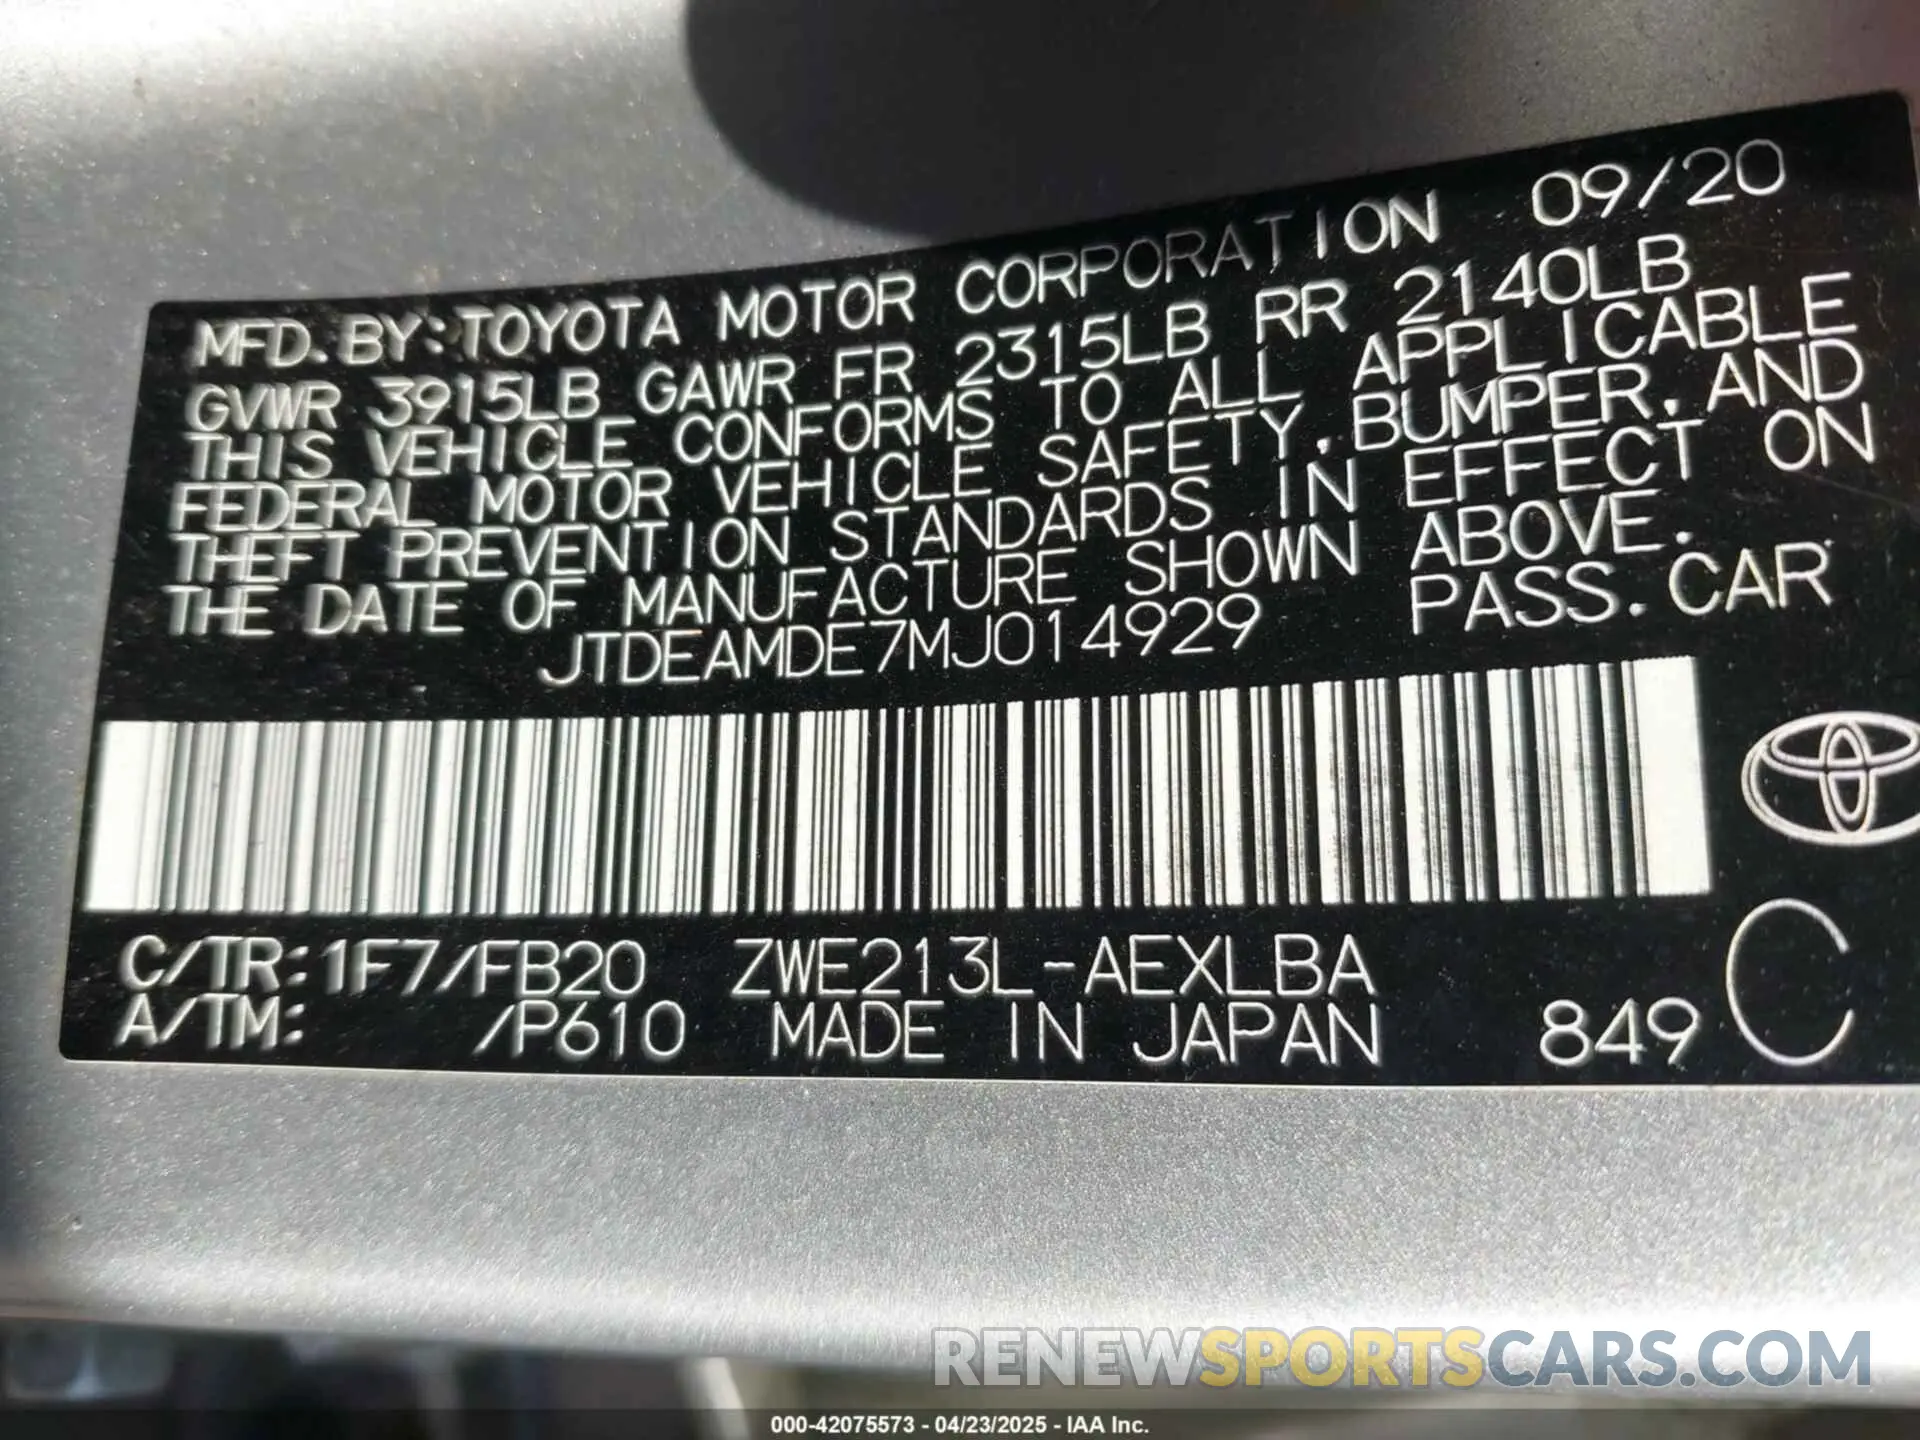 MFD. BY: TOYOTA MOTOR CORPORATION 09/20
GVWR 3915LB GAWR FR 2315LB RR 2140LB
THIS VEHICLE CONFORMS TO ALL APPLICABLE
FEDERAL MOTOR VEHICLE SAFETY, BUMPER, AND
THEFT PREVENTION STANDARDS IN EFFECT ON
THE DATE OF MANUFACTURE SHOWN ABOVE.
JTDEAMDE7MJ014929 PASS. CAR
C/TR: 1F7/FB20 ZWE213L-AEXLBA
A/TM: /P610 MADE IN JAPAN 849 C
RENEWSPORTSCARS.COM
000-42075573 - 04/23/2025 - IAA Inc.